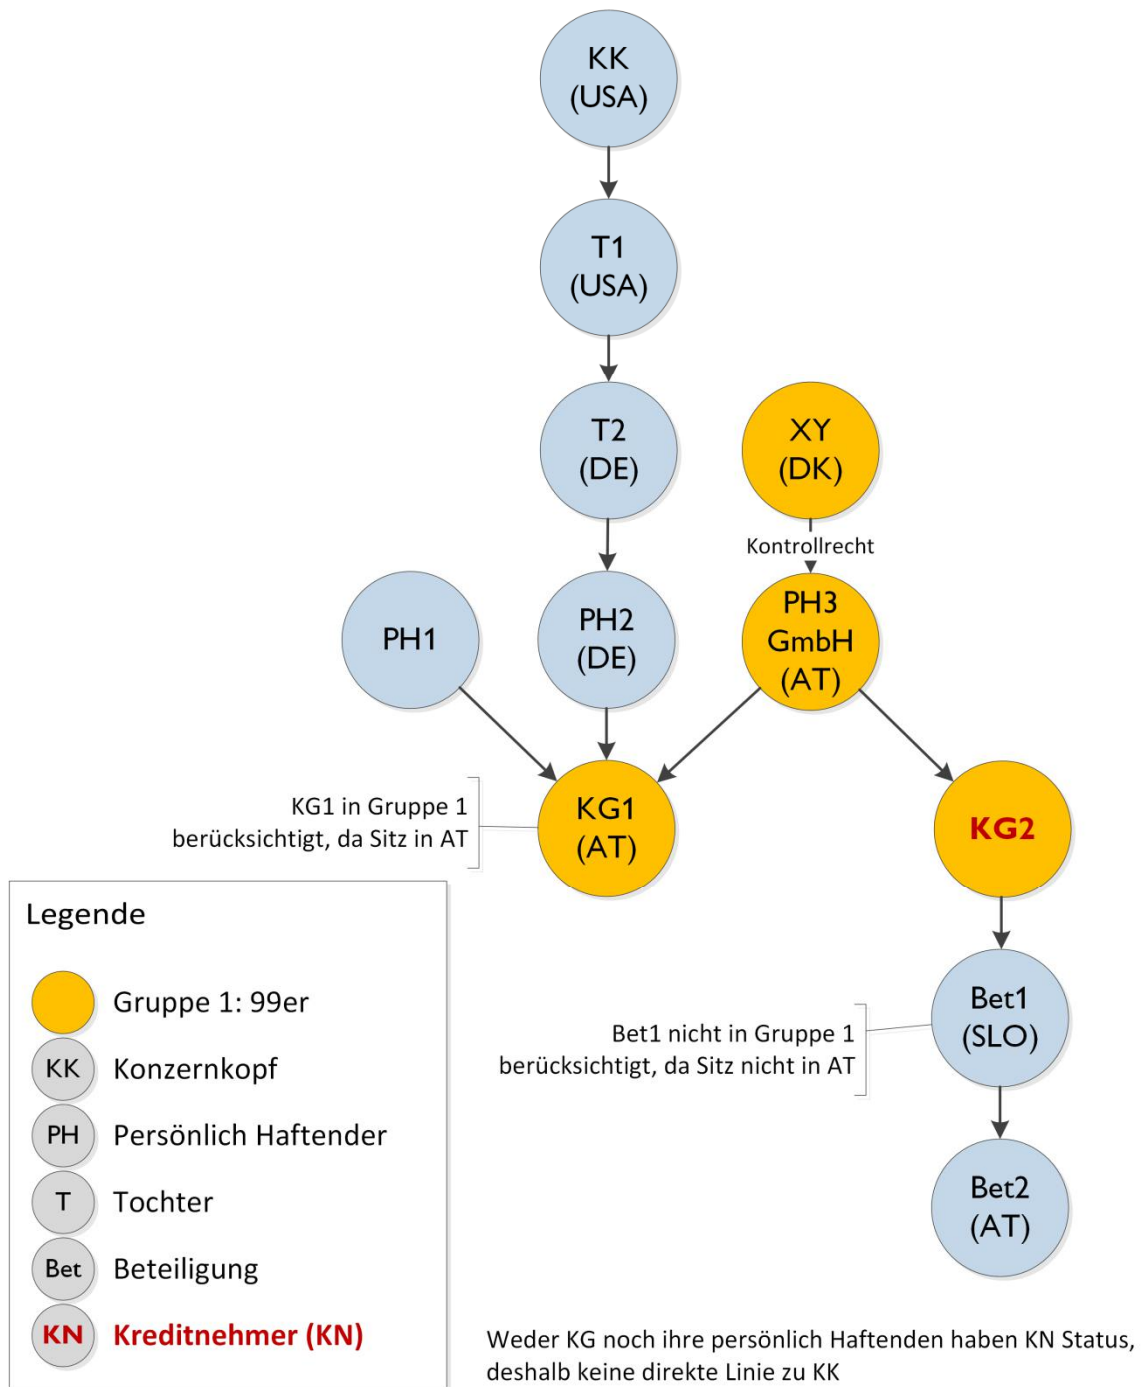 KK
(USA)
T1
(USA)
T2
(DE)
XY
(DK)
Kontrollrecht
PH1
PH2
(DE)
PH3
GmbH
(AT)
KG1 in Gruppe 1
berücksichtigt, da Sitz in AT
KG1
(AT)
KG2
Bet1 nicht in Gruppe 1
berücksichtigt, da Sitz nicht in AT
Bet1
(SLO)
Bet2
(AT)
Legende
Gruppe 1: 99er
KK Konzernkopf
PH Persönlich Haftender
T Tochter
Bet Beteiligung
KN Kreditnehmer (KN)
Weder KG noch ihre persönlich Haftenden haben KN Status,
deshalb keine direkte Linie zu KK